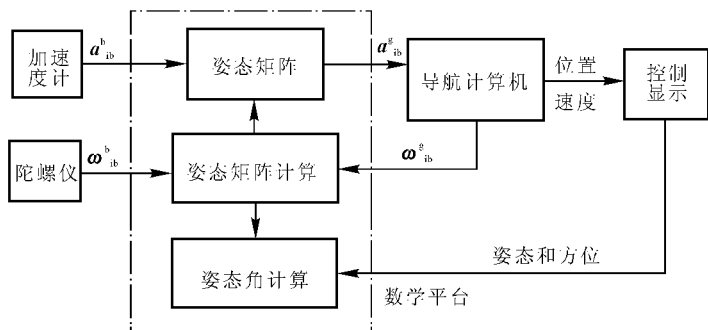 加速
度计
a^b_ib
姿态矩阵
a^g_ib
导航计算机
位置
速度
控制
显示
陀螺仪
ω^b_ib
姿态矩阵计算
ω^g_ib
姿态角计算
姿态和方位
数学平台